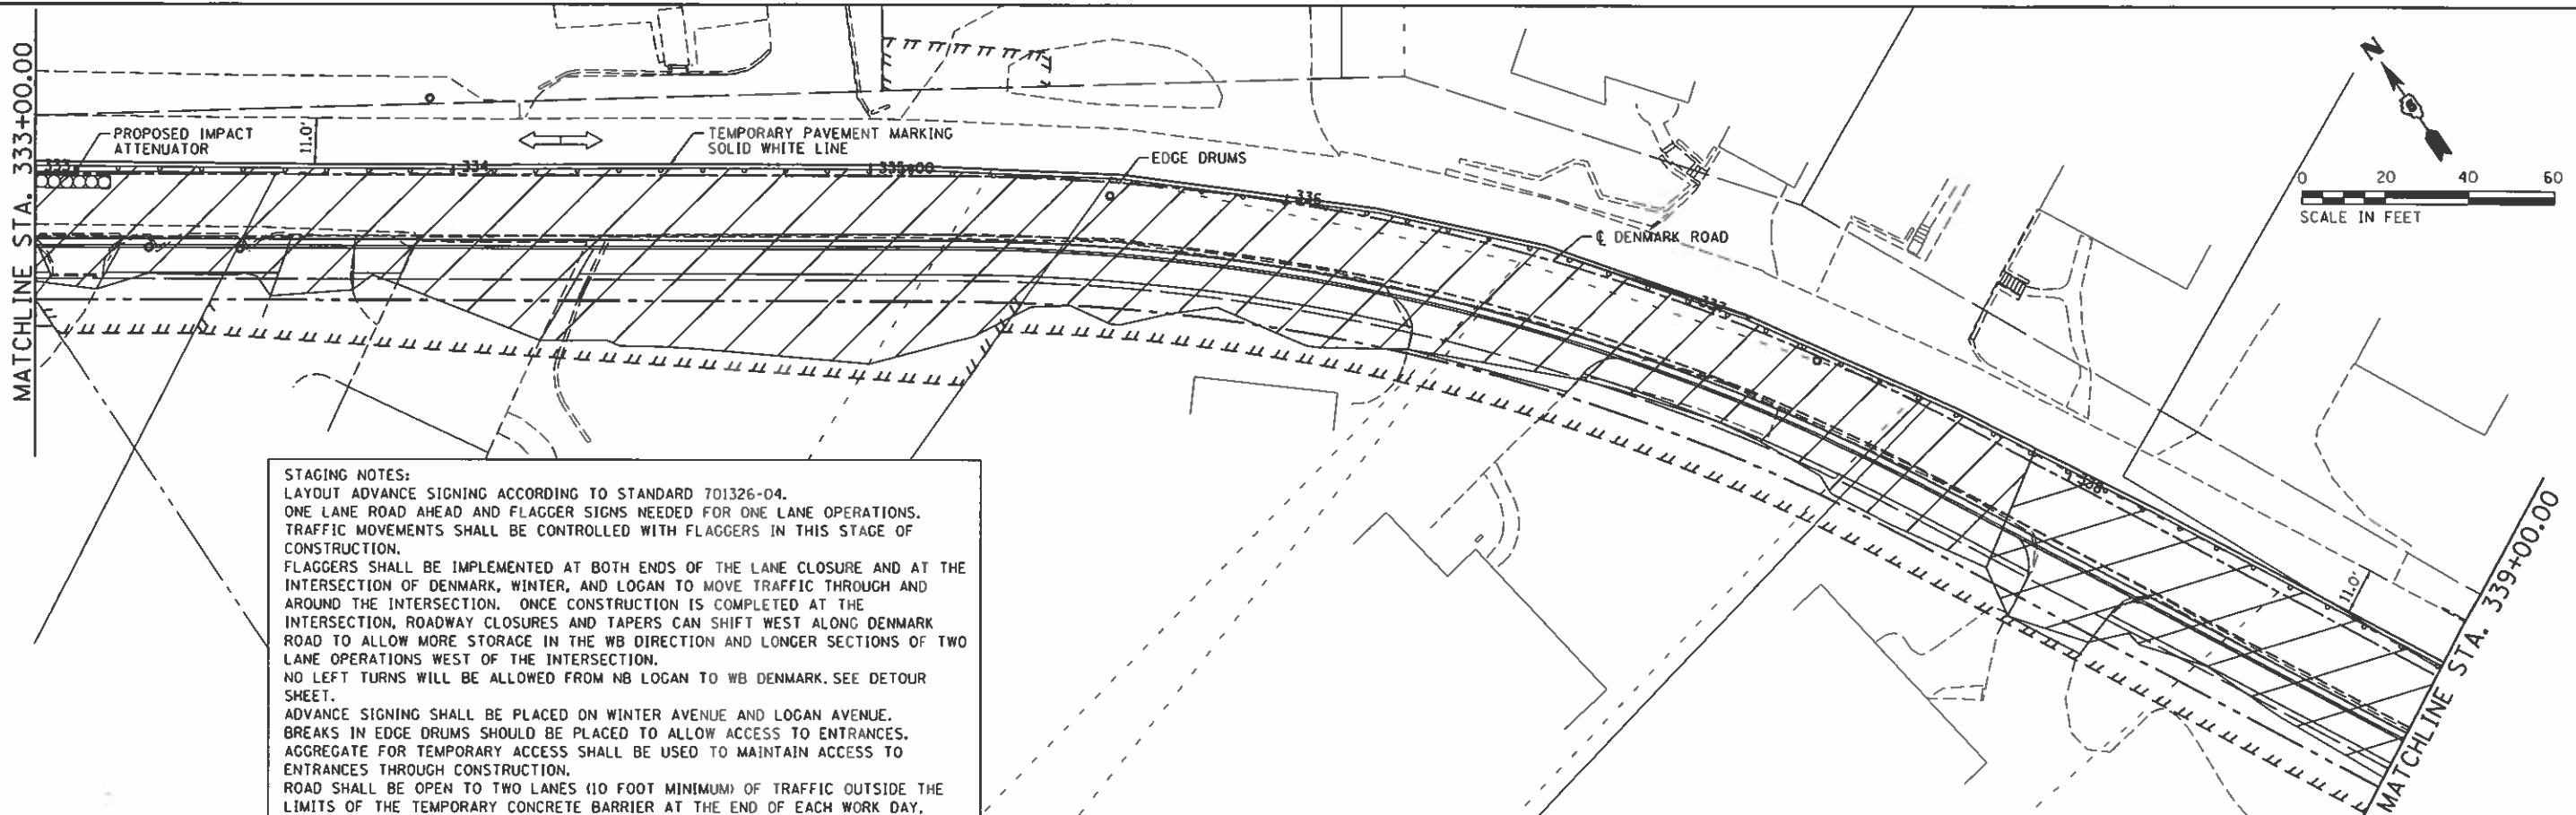 MATCHLINE STA. 333+00.00
PROPOSED IMPACT
ATTENUATOR
11.0'
TEMPORARY PAVEMENT MARKING
SOLID WHITE LINE
EDGE DRUMS
℄ DENMARK ROAD
333
334
335+00
336
337
338
N
0 20 40 60
SCALE IN FEET
11.0'
MATCHLINE STA. 339+00.00
STAGING NOTES:
LAYOUT ADVANCE SIGNING ACCORDING TO STANDARD 701326-04.
ONE LANE ROAD AHEAD AND FLAGGER SIGNS NEEDED FOR ONE LANE OPERATIONS.
TRAFFIC MOVEMENTS SHALL BE CONTROLLED WITH FLAGGERS IN THIS STAGE OF
CONSTRUCTION.
FLAGGERS SHALL BE IMPLEMENTED AT BOTH ENDS OF THE LANE CLOSURE AND AT THE
INTERSECTION OF DENMARK, WINTER, AND LOGAN TO MOVE TRAFFIC THROUGH AND
AROUND THE INTERSECTION. ONCE CONSTRUCTION IS COMPLETED AT THE
INTERSECTION, ROADWAY CLOSURES AND TAPERS CAN SHIFT WEST ALONG DENMARK
ROAD TO ALLOW MORE STORAGE IN THE WB DIRECTION AND LONGER SECTIONS OF TWO
LANE OPERATIONS WEST OF THE INTERSECTION.
NO LEFT TURNS WILL BE ALLOWED FROM NB LOGAN TO WB DENMARK. SEE DETOUR
SHEET.
ADVANCE SIGNING SHALL BE PLACED ON WINTER AVENUE AND LOGAN AVENUE.
BREAKS IN EDGE DRUMS SHOULD BE PLACED TO ALLOW ACCESS TO ENTRANCES.
AGGREGATE FOR TEMPORARY ACCESS SHALL BE USED TO MAINTAIN ACCESS TO
ENTRANCES THROUGH CONSTRUCTION.
ROAD SHALL BE OPEN TO TWO LANES (10 FOOT MINIMUM) OF TRAFFIC OUTSIDE THE
LIMITS OF THE TEMPORARY CONCRETE BARRIER AT THE END OF EACH WORK DAY.